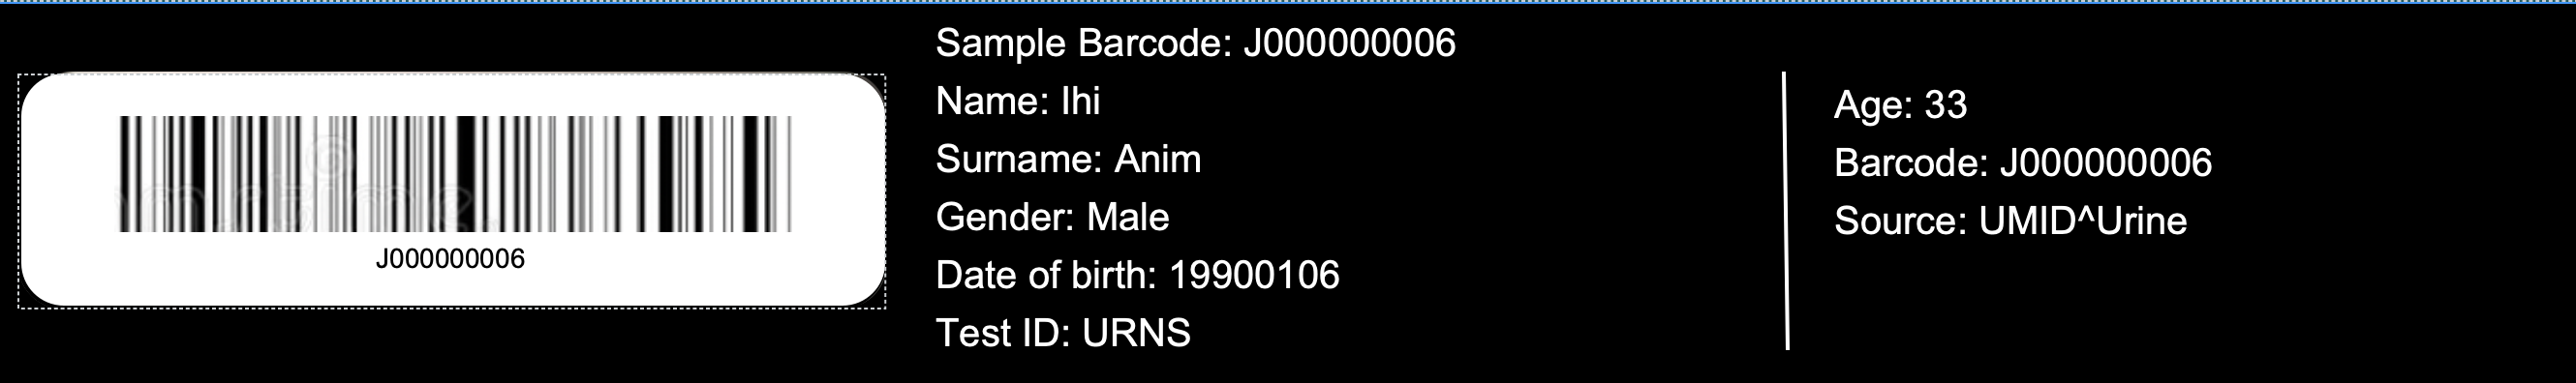 J000000006
Sample Barcode: J000000006
Name: Ihi
Surname: Anim
Gender: Male
Date of birth: 19900106
Test ID: URNS
Age: 33
Barcode: J000000006
Source: UMID^Urine